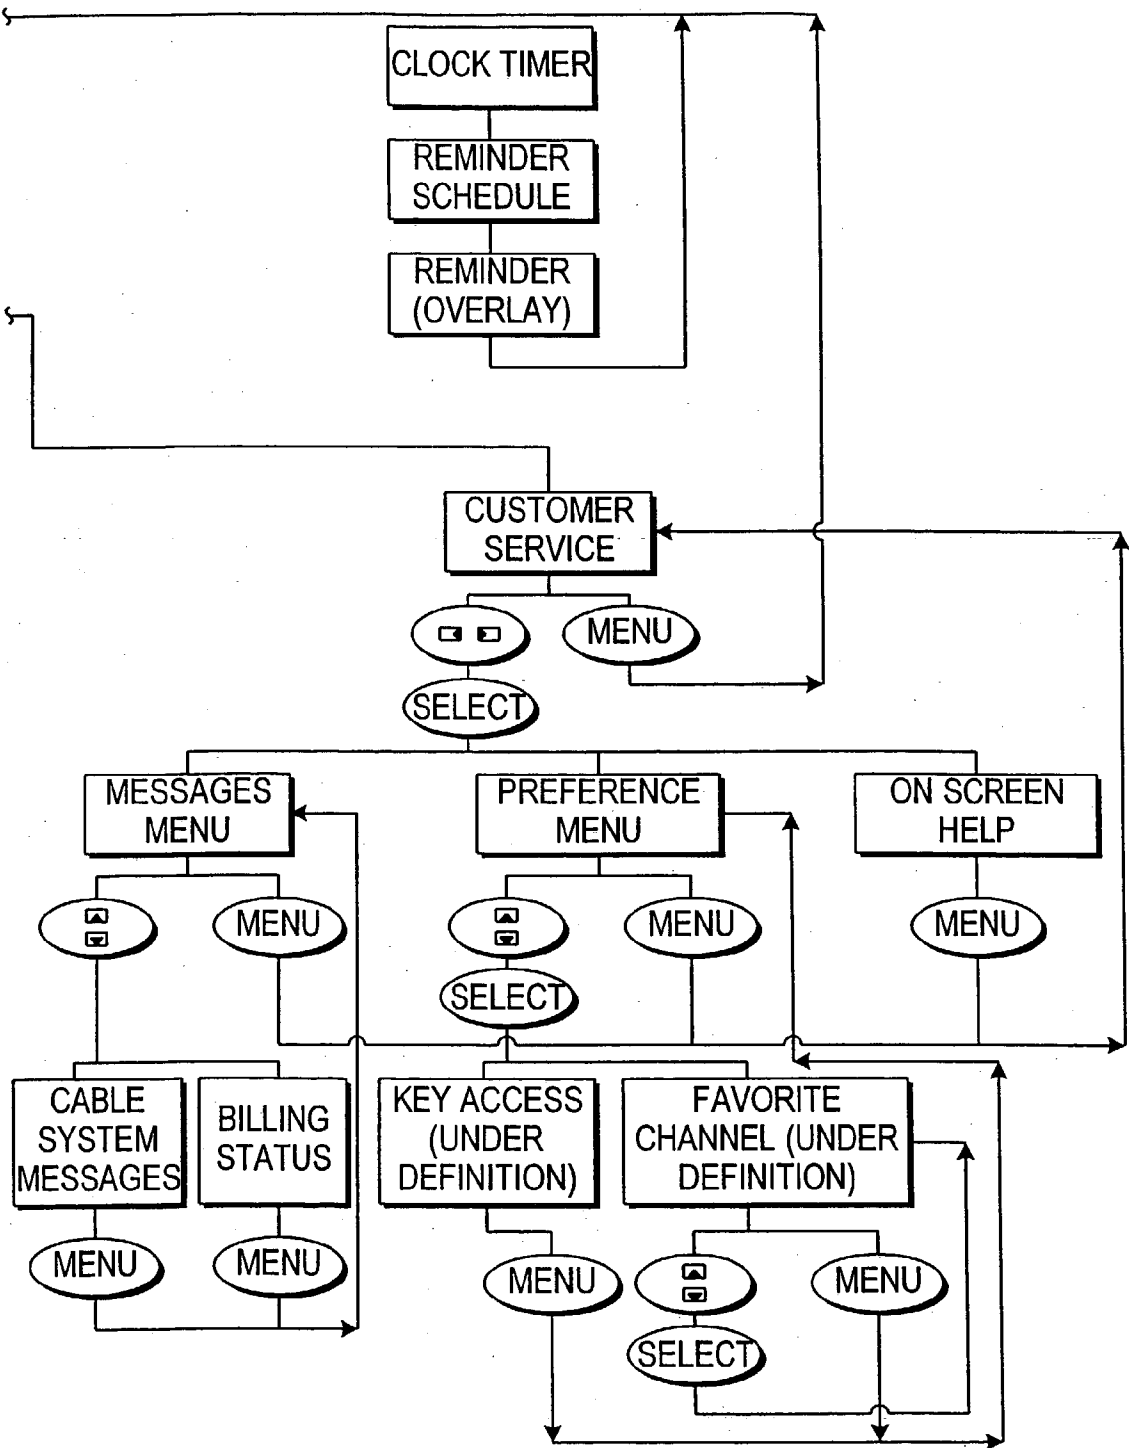 CLOCK TIMER
REMINDER
SCHEDULE
REMINDER
(OVERLAY)
CUSTOMER
SERVICE
MENU
SELECT
MESSAGES
MENU
PREFERENCE
MENU
ON SCREEN
HELP
MENU
MENU
MENU
SELECT
CABLE
SYSTEM
MESSAGES
BILLING
STATUS
KEY ACCESS
(UNDER
DEFINITION)
FAVORITE
CHANNEL (UNDER
DEFINITION)
MENU
MENU
MENU
MENU
SELECT